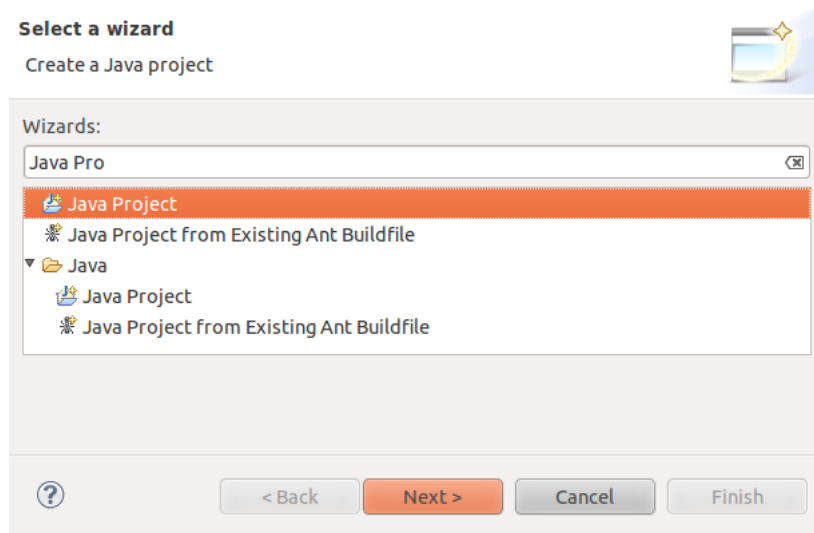 Select a wizard
Create a Java project
Wizards:
Java Pro
Java Project
Java Project from Existing Ant Buildfile
Java
Java Project
Java Project from Existing Ant Buildfile
? < Back Next > Cancel Finish